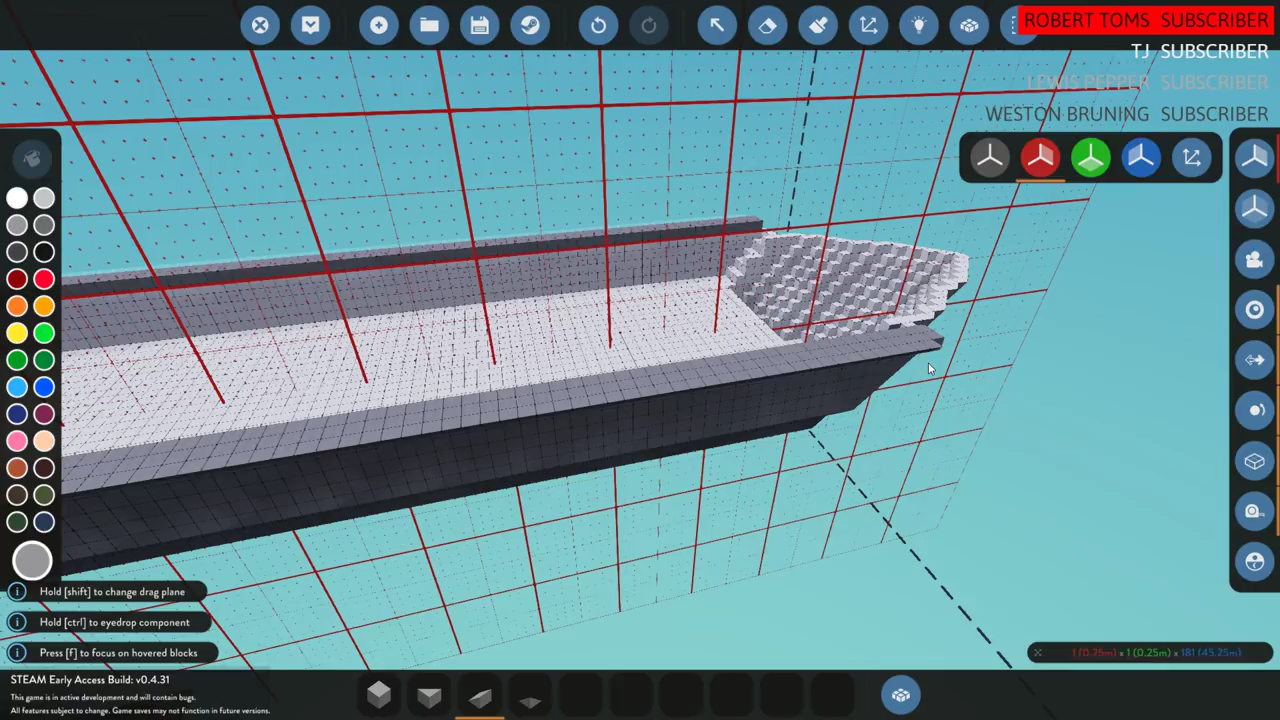 ROBERT TOMS SUBSCRIBER
TJ SUBSCRIBER
LEWIS PEPPER SUBSCRIBER
WESTON BRUNING SUBSCRIBER
Hold [shift] to change drag plane
Hold [ctrl] to eyedrop component
Press [f] to focus on hovered blocks
1 (0.25m) x 1 (0.25m) x 181 (45.25m)
STEAM Early Access Build: v0.4.31
This game is in active development and will contain bugs.
All features subject to change. Game saves may not function in future versions.